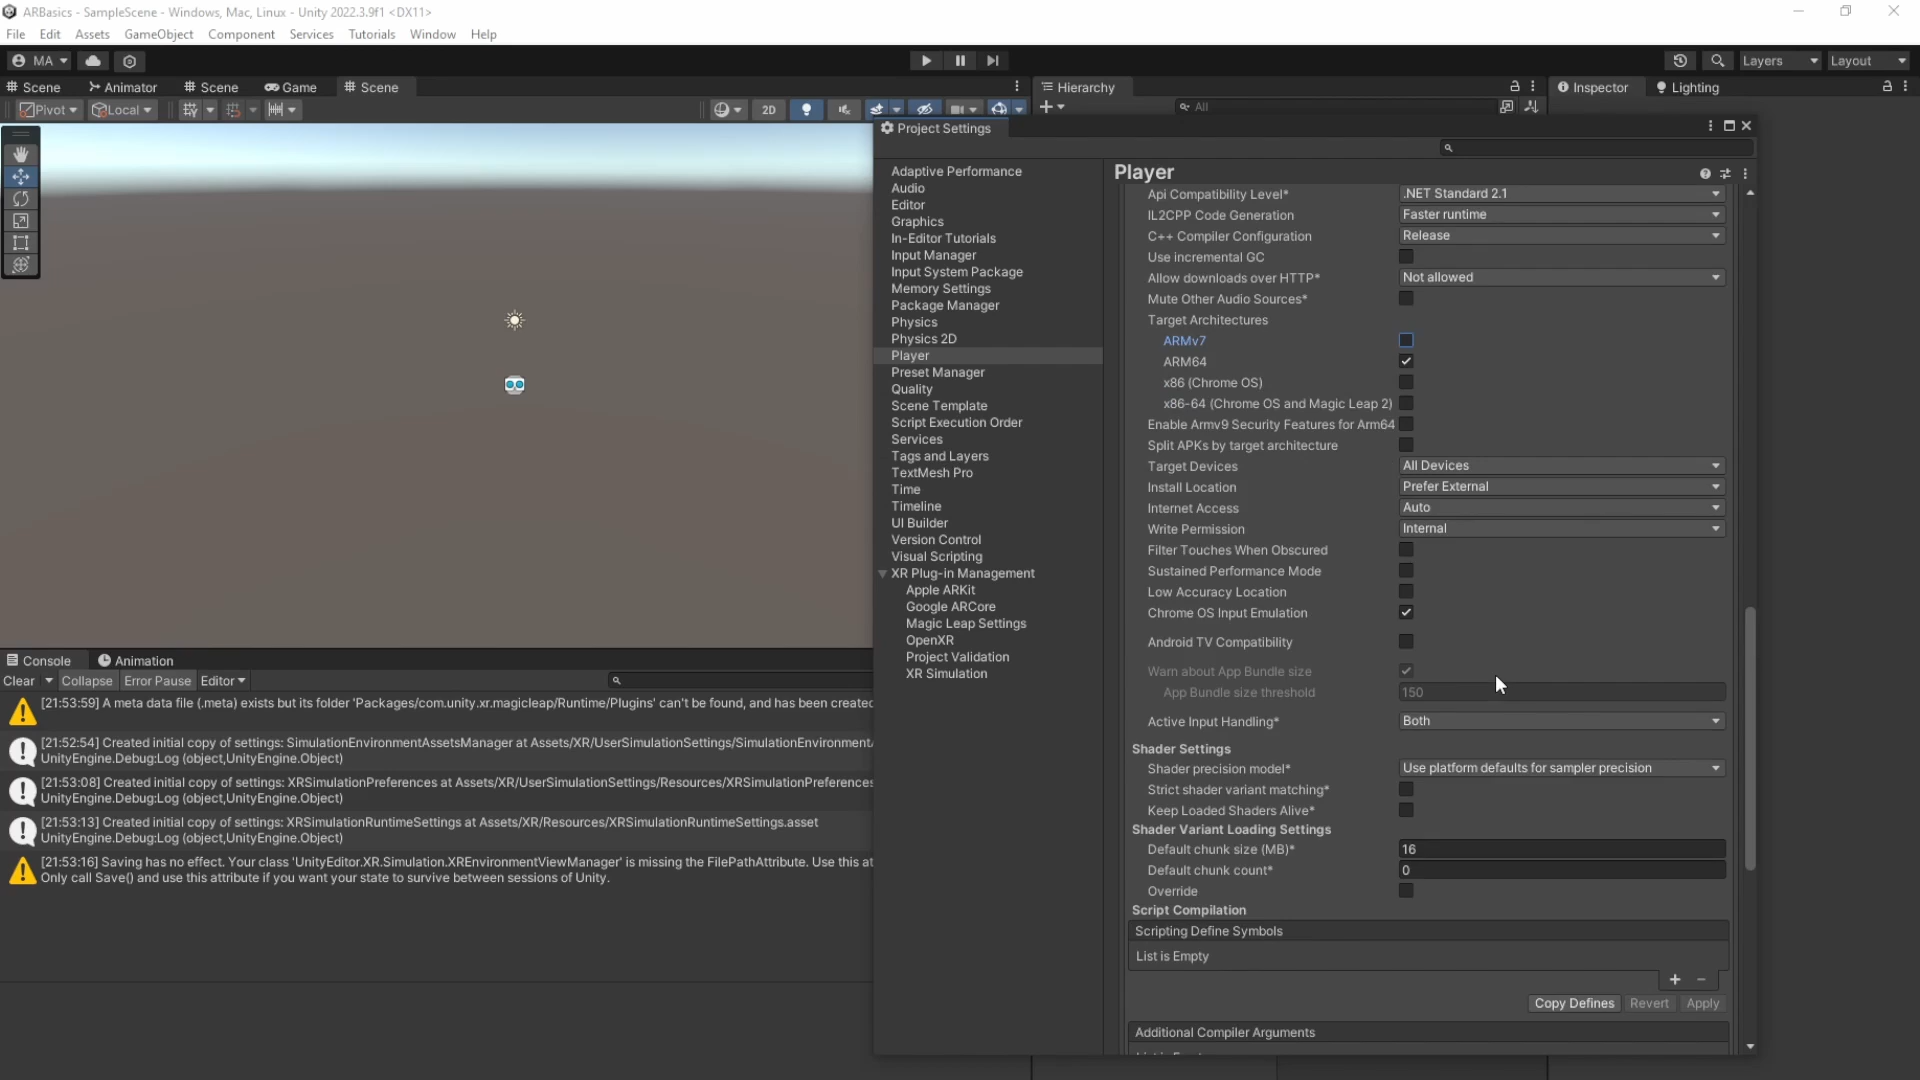 ARBasics - SampleScene - Windows, Mac, Linux - Unity 2022.3.9f1 <DX11>
File Edit Assets GameObject Component Services Tutorials Window Help
MA Layers Layout
Scene Animator Scene Game Scene Hierarchy Inspector Lighting
Pivot Local 2D All
Project Settings
Adaptive Performance
Audio
Editor
Graphics
In-Editor Tutorials
Input Manager
Input System Package
Memory Settings
Package Manager
Physics
Physics 2D
Player
Preset Manager
Quality
Scene Template
Script Execution Order
Services
Tags and Layers
TextMesh Pro
Time
Timeline
UI Builder
Version Control
Visual Scripting
XR Plug-in Management
Apple ARKit
Google ARCore
Magic Leap Settings
OpenXR
Project Validation
XR Simulation
Player
Api Compatibility Level* .NET Standard 2.1
IL2CPP Code Generation Faster runtime
C++ Compiler Configuration Release
Use incremental GC
Allow downloads over HTTP* Not allowed
Mute Other Audio Sources*
Target Architectures
ARMv7
ARM64
x86 (Chrome OS)
x86-64 (Chrome OS and Magic Leap 2)
Enable Armv9 Security Features for Arm64
Split APKs by target architecture
Target Devices All Devices
Install Location Prefer External
Internet Access Auto
Write Permission Internal
Filter Touches When Obscured
Sustained Performance Mode
Low Accuracy Location
Chrome OS Input Emulation
Android TV Compatibility
Warn about App Bundle size
App Bundle size threshold 150
Active Input Handling* Both
Shader Settings
Shader precision model* Use platform defaults for sampler precision
Strict shader variant matching*
Keep Loaded Shaders Alive*
Shader Variant Loading Settings
Default chunk size (MB)* 16
Default chunk count* 0
Override
Script Compilation
Scripting Define Symbols
List is Empty
+ -
Copy Defines Revert Apply
Additional Compiler Arguments
Console Animation
Clear Collapse Error Pause Editor
[21:53:59] A meta data file (.meta) exists but its folder 'Packages/com.unity.xr.magicleap/Runtime/Plugins' can't be found, and has been created
[21:52:54] Created initial copy of settings: SimulationEnvironmentAssetsManager at Assets/XR/UserSimulationSettings/SimulationEnvironment
UnityEngine.Debug:Log (object,UnityEngine.Object)
[21:53:08] Created initial copy of settings: XRSimulationPreferences at Assets/XR/UserSimulationSettings/Resources/XRSimulationPreferences
UnityEngine.Debug:Log (object,UnityEngine.Object)
[21:53:13] Created initial copy of settings: XRSimulationRuntimeSettings at Assets/XR/Resources/XRSimulationRuntimeSettings.asset
UnityEngine.Debug:Log (object,UnityEngine.Object)
[21:53:16] Saving has no effect. Your class 'UnityEditor.XR.Simulation.XREnvironmentViewManager' is missing the FilePathAttribute. Use this at
Only call Save() and use this attribute if you want your state to survive between sessions of Unity.